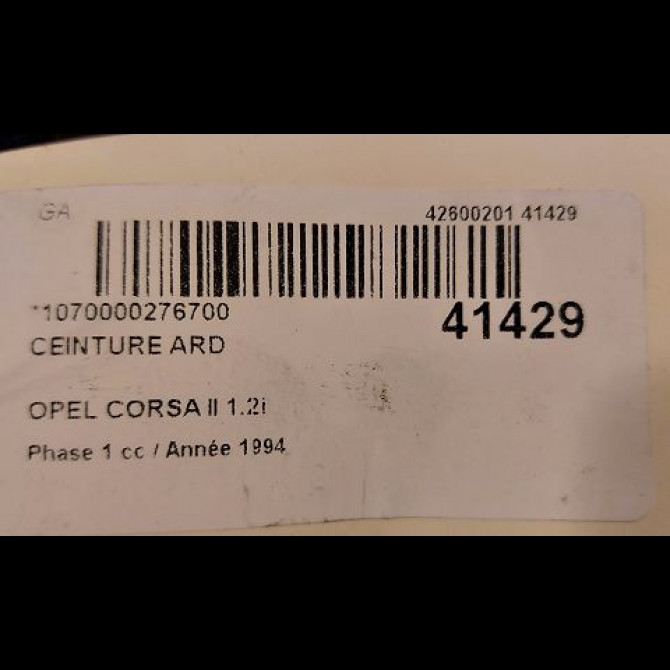 GA
42600201 41429
*1070000276700
41429
CEINTURE ARD
OPEL CORSA II 1.2i
Phase 1 cc / Année 1994